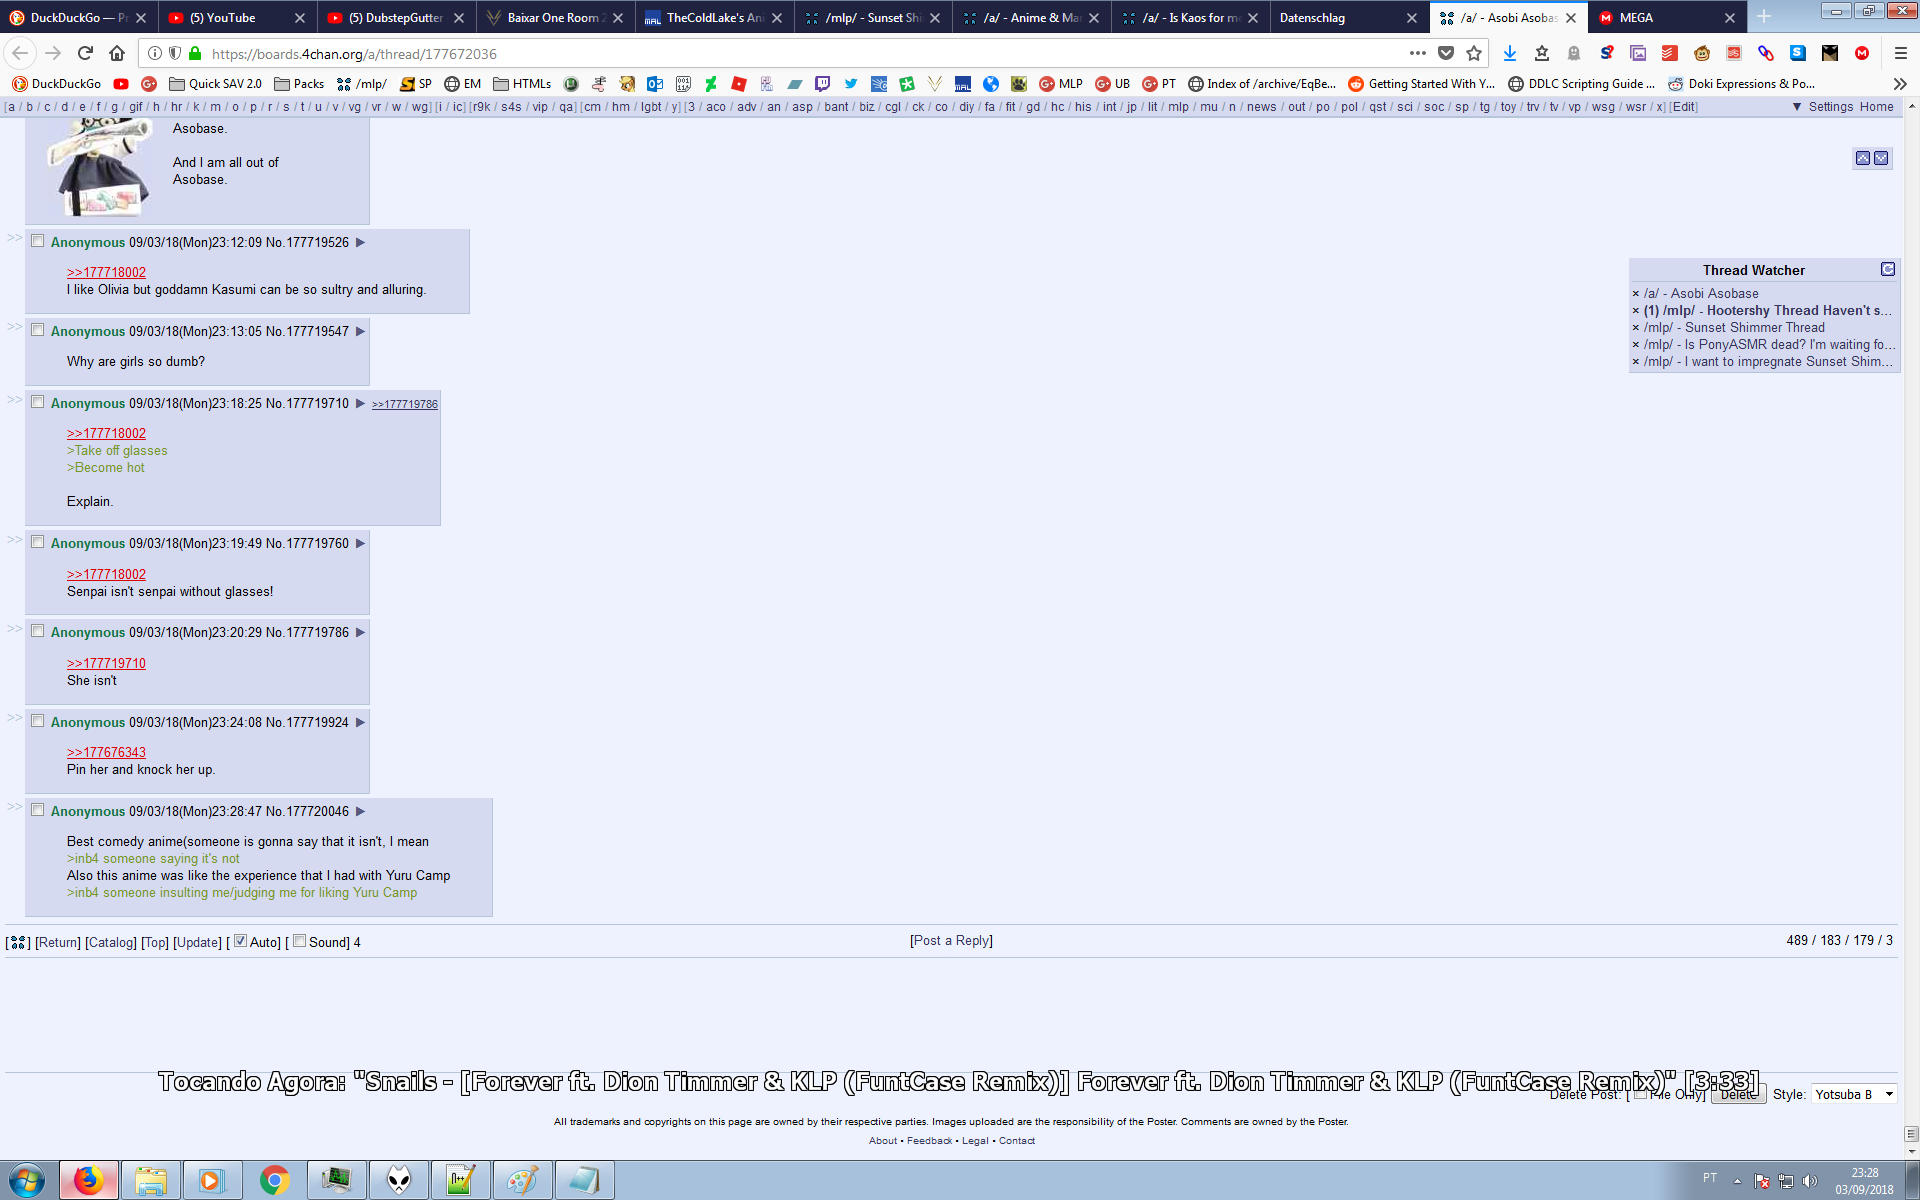 DuckDuckGo — Pr
(5) YouTube
(5) DubstepGutter
Baixar One Room 2
TheColdLake's Ani
/mlp/ - Sunset Shi
/a/ - Anime & Ma
/a/ - Is Kaos for me
Datenschlag
/a/ - Asobi Asobas
MEGA
https://boards.4chan.org/a/thread/177672036
DuckDuckGo
Quick SAV 2.0
Packs
/mlp/
SP
EM
HTMLs
MLP
UB
PT
Index of /archive/EqBe...
Getting Started With Y...
DDLC Scripting Guide ...
Doki Expressions & Po...
[a / b / c / d / e / f / g / gif / h / hr / k / m / o / p / r / s / t / u / v / vg / vr / w / wg] [i / ic] [r9k / s4s / vip / qa] [cm / hm / lgbt / y] [3 / aco / adv / an / asp / bant / biz / cgl / ck / co / diy / fa / fit / gd / hc / his / int / jp / lit / mlp / mu / n / news / out / po / pol / qst / sci / soc / sp / tg / toy / trv / tv / vp / wsg / wsr / x] [Edit]
▼ Settings Home
Asobase.
And I am all out of
Asobase.
>> Anonymous 09/03/18(Mon)23:12:09 No.177719526 ▶
>>177718002
I like Olivia but goddamn Kasumi can be so sultry and alluring.
Thread Watcher
× /a/ - Asobi Asobase
× (1) /mlp/ - Hootershy Thread Haven't s...
× /mlp/ - Sunset Shimmer Thread
× /mlp/ - Is PonyASMR dead? I'm waiting fo...
× /mlp/ - I want to impregnate Sunset Shim...
>> Anonymous 09/03/18(Mon)23:13:05 No.177719547 ▶
Why are girls so dumb?
>> Anonymous 09/03/18(Mon)23:18:25 No.177719710 ▶ >>177719786
>>177718002
>Take off glasses
>Become hot
Explain.
>> Anonymous 09/03/18(Mon)23:19:49 No.177719760 ▶
>>177718002
Senpai isn't senpai without glasses!
>> Anonymous 09/03/18(Mon)23:20:29 No.177719786 ▶
>>177719710
She isn't
>> Anonymous 09/03/18(Mon)23:24:08 No.177719924 ▶
>>177676343
Pin her and knock her up.
>> Anonymous 09/03/18(Mon)23:28:47 No.177720046 ▶
Best comedy anime(someone is gonna say that it isn't, I mean
>inb4 someone saying it's not
Also this anime was like the experience that I had with Yuru Camp
>inb4 someone insulting me/judging me for liking Yuru Camp
[Return] [Catalog] [Top] [Update] [ Auto] [ Sound] 4
[Post a Reply]
489 / 183 / 179 / 3
Tocando Agora: "Snails - [Forever ft. Dion Timmer & KLP (FuntCase Remix)] Forever ft. Dion Timmer & KLP (FuntCase Remix)" [3:33]
Delete Post: [ File Only] Delete Style: Yotsuba B
All trademarks and copyrights on this page are owned by their respective parties. Images uploaded are the responsibility of the Poster. Comments are owned by the Poster.
About • Feedback • Legal • Contact
PT
23:28
03/09/2018